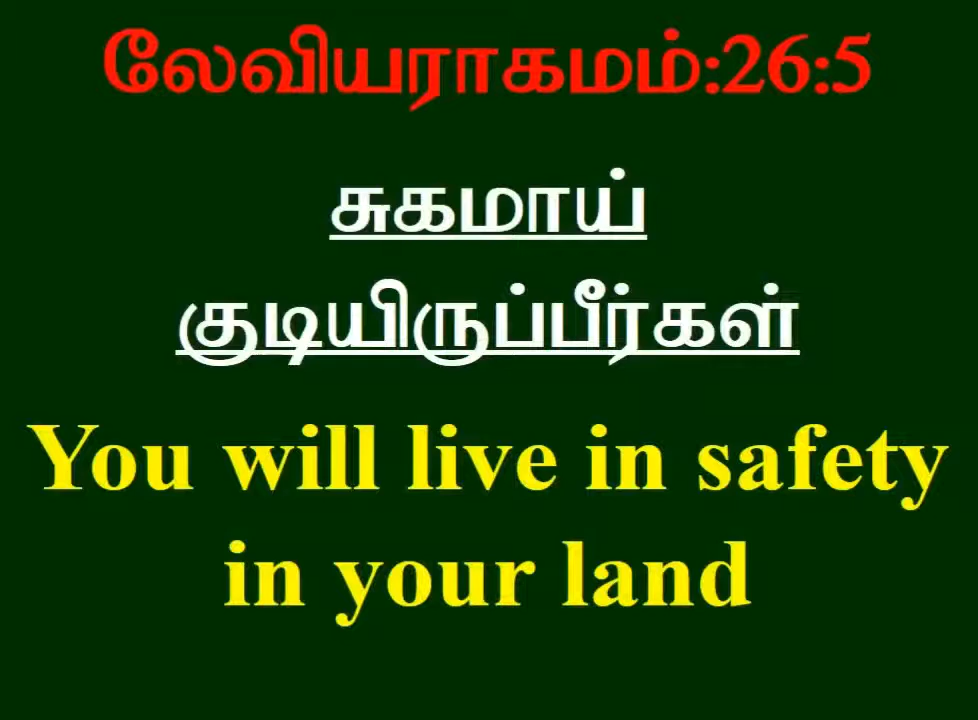 லேவியராகமம்:26:5
சுகமாய்
குடியிருப்பீர்கள்
You will live in safety
in your land